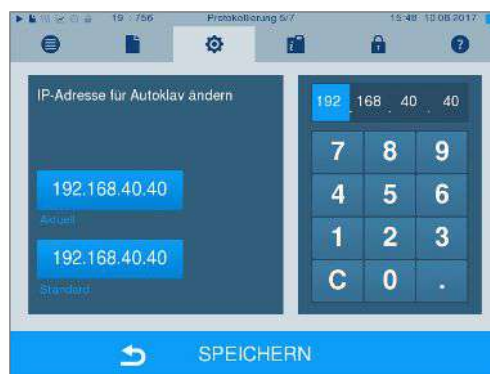 19 : 756 Protokollierung 5/7 15:48 10.08.2017
IP-Adresse für Autoklav ändern
192.168.40.40
Aktuell
192.168.40.40
Standard
192 . 168 . 40 . 40
7 8 9
4 5 6
1 2 3
C 0 .
SPEICHERN